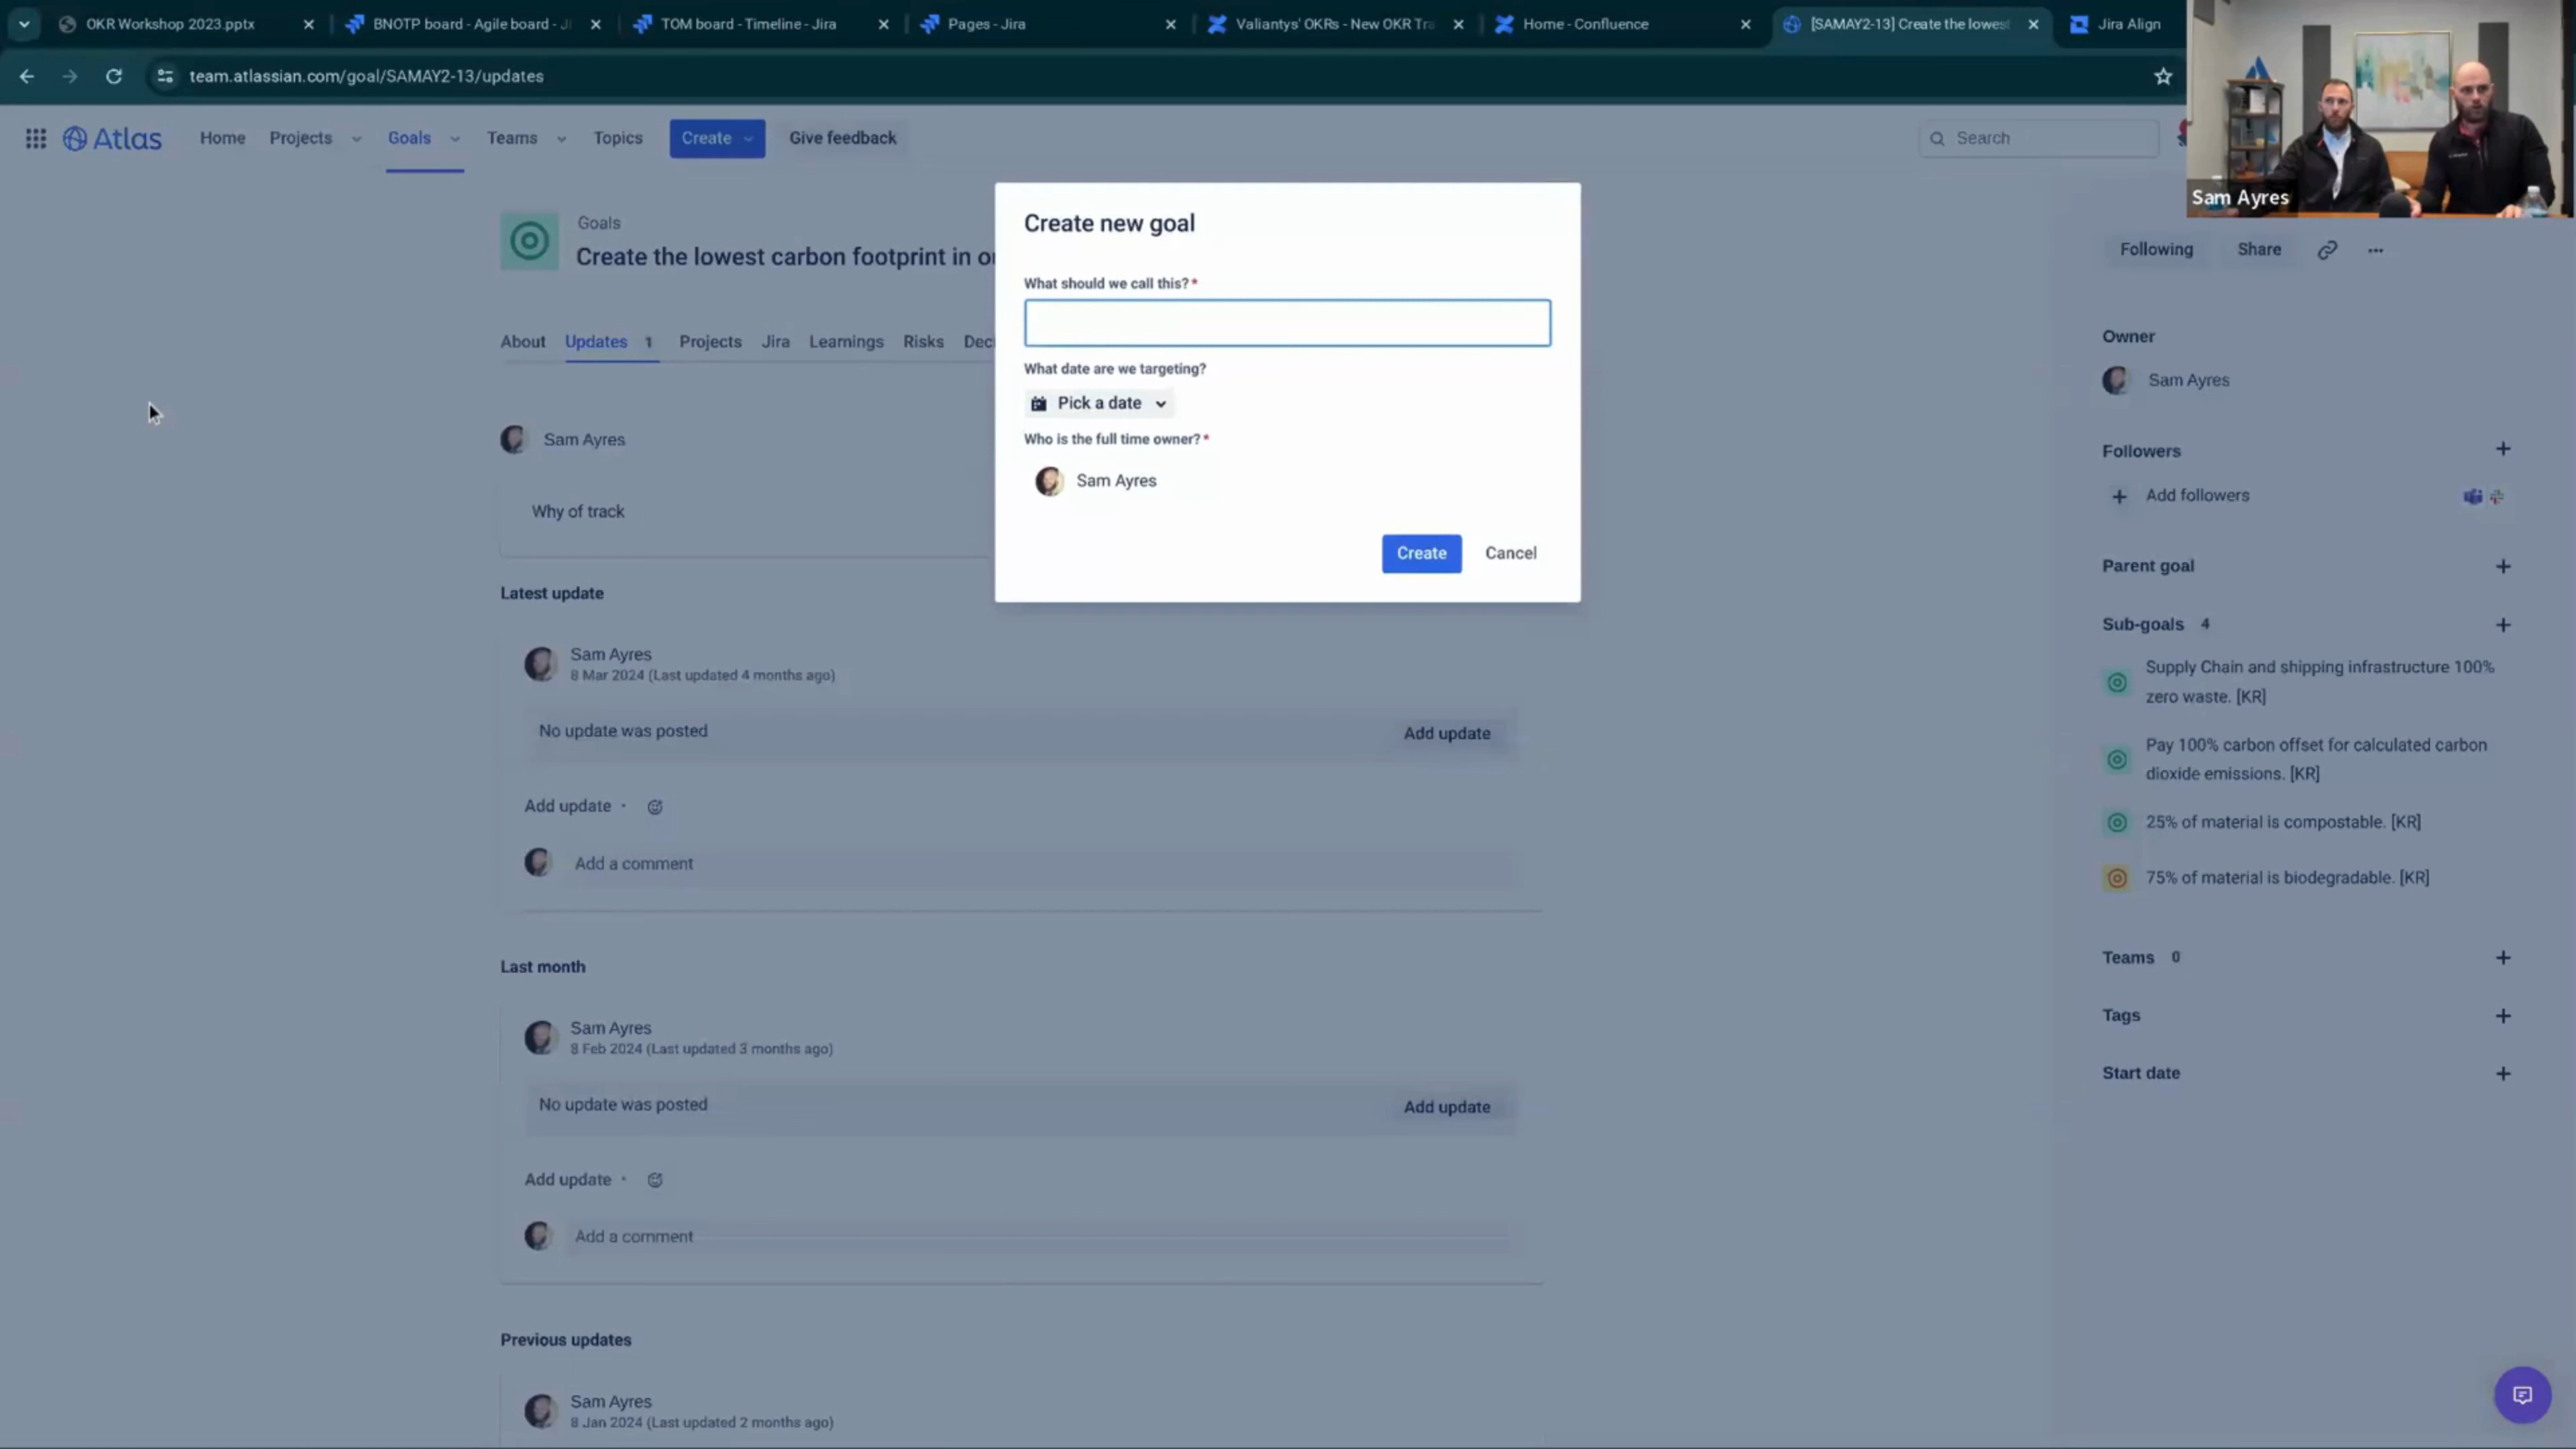 OKR Workshop 2023.pptx
BNOTP board - Agile board - Ji
TOM board - Timeline - Jira
Pages - Jira
Valiantys' OKRs - New OKR Tra
Home - Confluence
[SAMAY2-13] Create the lowest
Jira Align
team.atlassian.com/goal/SAMAY2-13/updates
Atlas
Home
Projects
Goals
Teams
Topics
Create
Give feedback
Search
Sam Ayres
Goals
Create the lowest carbon footprint in o
Following
Share
Create new goal
What should we call this?*
What date are we targeting?
Pick a date
Who is the full time owner?*
Sam Ayres
Create
Cancel
About
Updates 1
Projects
Jira
Learnings
Risks
Deci
Sam Ayres
Why of track
Latest update
Sam Ayres
8 Mar 2024 (Last updated 4 months ago)
No update was posted
Add update
Add update
Add a comment
Last month
Sam Ayres
8 Feb 2024 (Last updated 3 months ago)
No update was posted
Add update
Add update
Add a comment
Previous updates
Sam Ayres
8 Jan 2024 (Last updated 2 months ago)
Owner
Sam Ayres
Followers
Add followers
Parent goal
Sub-goals 4
Supply Chain and shipping infrastructure 100%
zero waste. [KR]
Pay 100% carbon offset for calculated carbon
dioxide emissions. [KR]
25% of material is compostable. [KR]
75% of material is biodegradable. [KR]
Teams 0
Tags
Start date